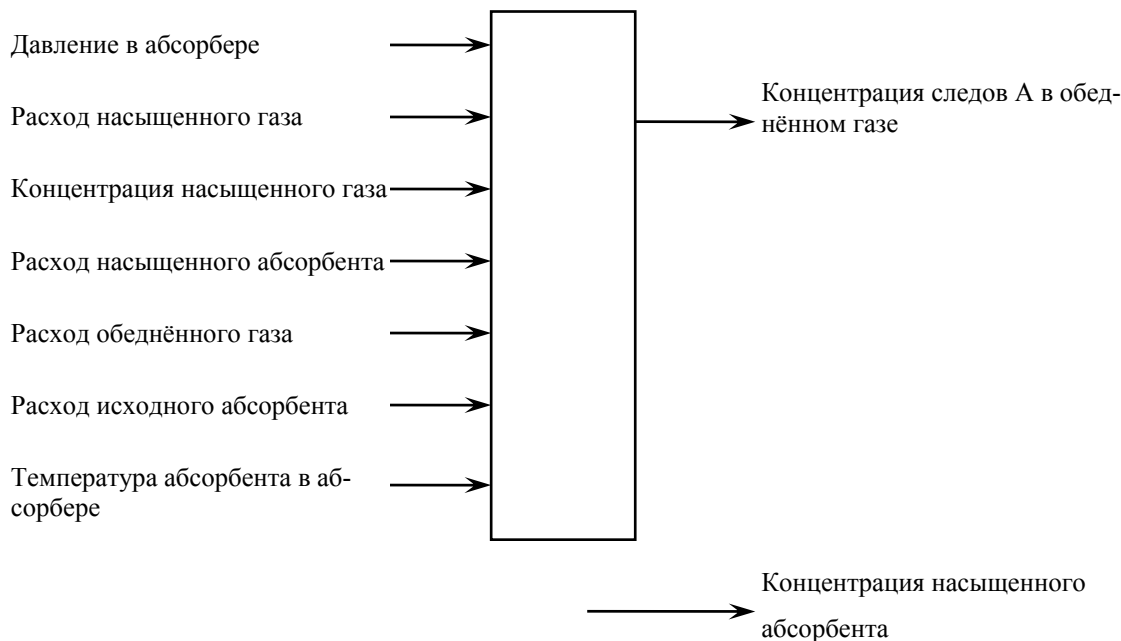 Давление в абсорбере
Расход насыщенного газа
Концентрация насыщенного газа
Расход насыщенного абсорбента
Расход обеднённого газа
Расход исходного абсорбента
Температура абсорбента в аб-
сорбере
Концентрация следов А в обед-
нённом газе
Концентрация насыщенного
абсорбента